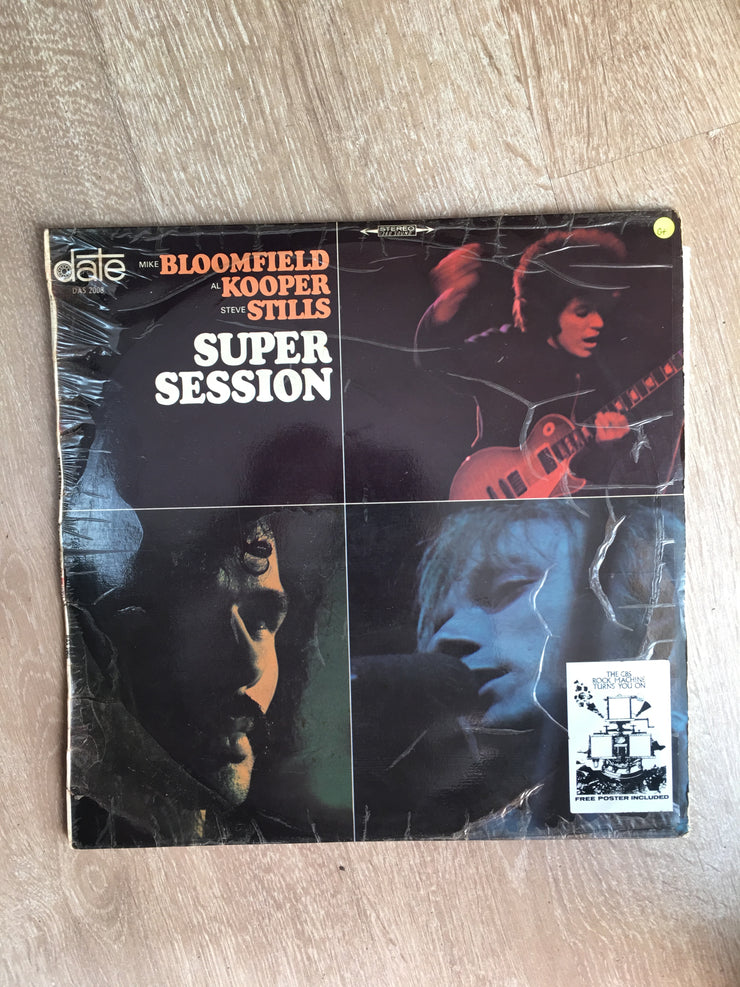 date
DAS 2008
STEREO
MIKE BLOOMFIELD
AL KOOPER
STEVE STILLS
SUPER
SESSION
G+
THE CBS
ROCK MACHINE
TURNS YOU ON
FREE POSTER INCLUDED